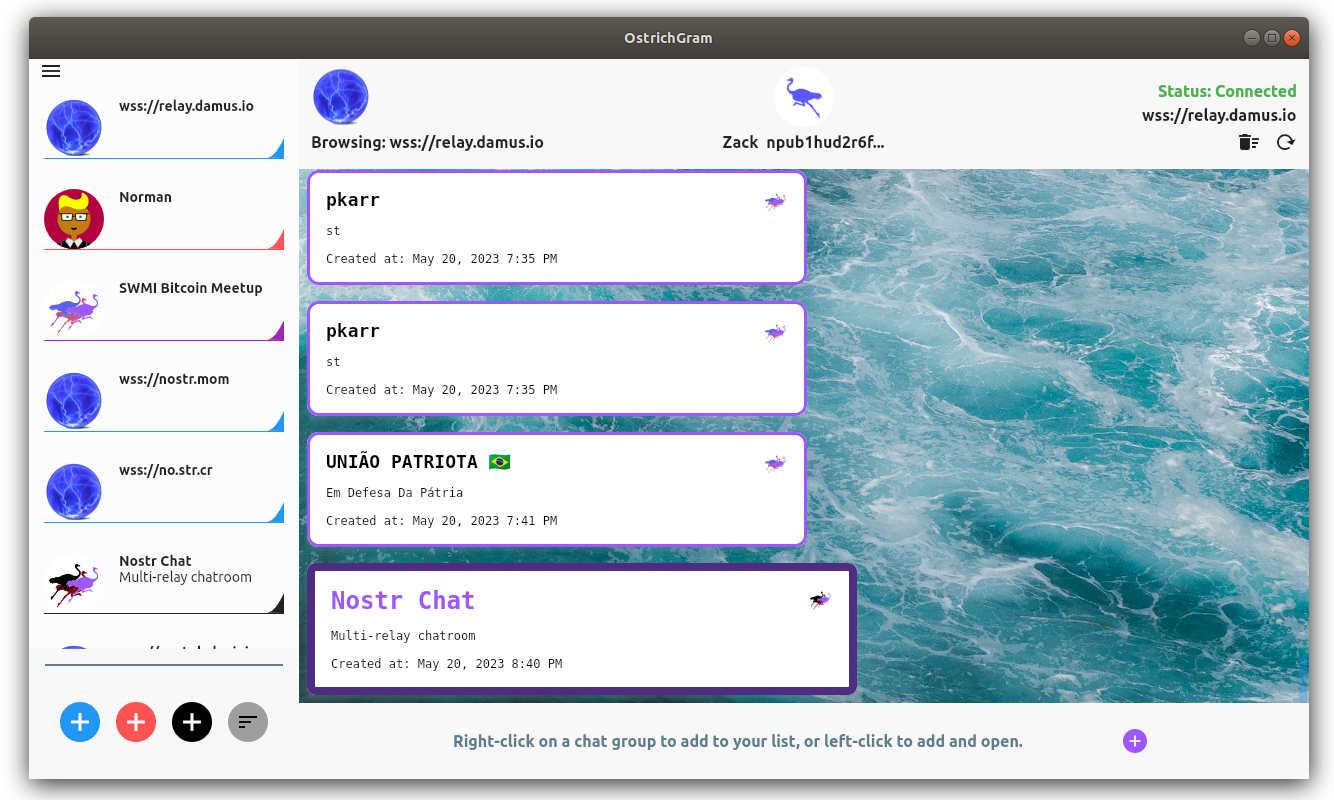 OstrichGram
wss://relay.damus.io
Norman
SWMI Bitcoin Meetup
wss://nostr.mom
wss://no.str.cr
Nostr Chat
Multi-relay chatroom
Browsing: wss://relay.damus.io
Zack npub1hud2r6f...
Status: Connected
wss://relay.damus.io
pkarr
st
Created at: May 20, 2023 7:35 PM
pkarr
st
Created at: May 20, 2023 7:35 PM
UNIÃO PATRIOTA 🇧🇷
Em Defesa Da Pátria
Created at: May 20, 2023 7:41 PM
Nostr Chat
Multi-relay chatroom
Created at: May 20, 2023 8:40 PM
Right-click on a chat group to add to your list, or left-click to add and open.